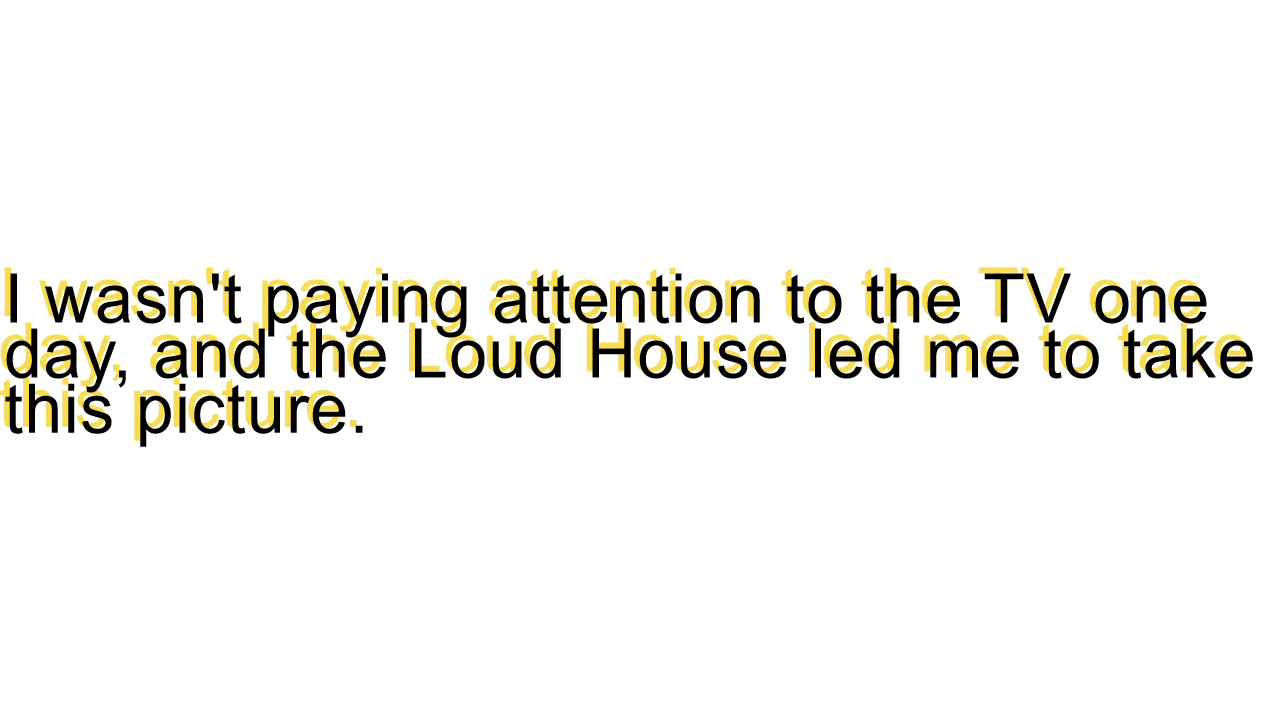 I wasn't paying attention to the TV one
day, and the Loud House led me to take
this picture.